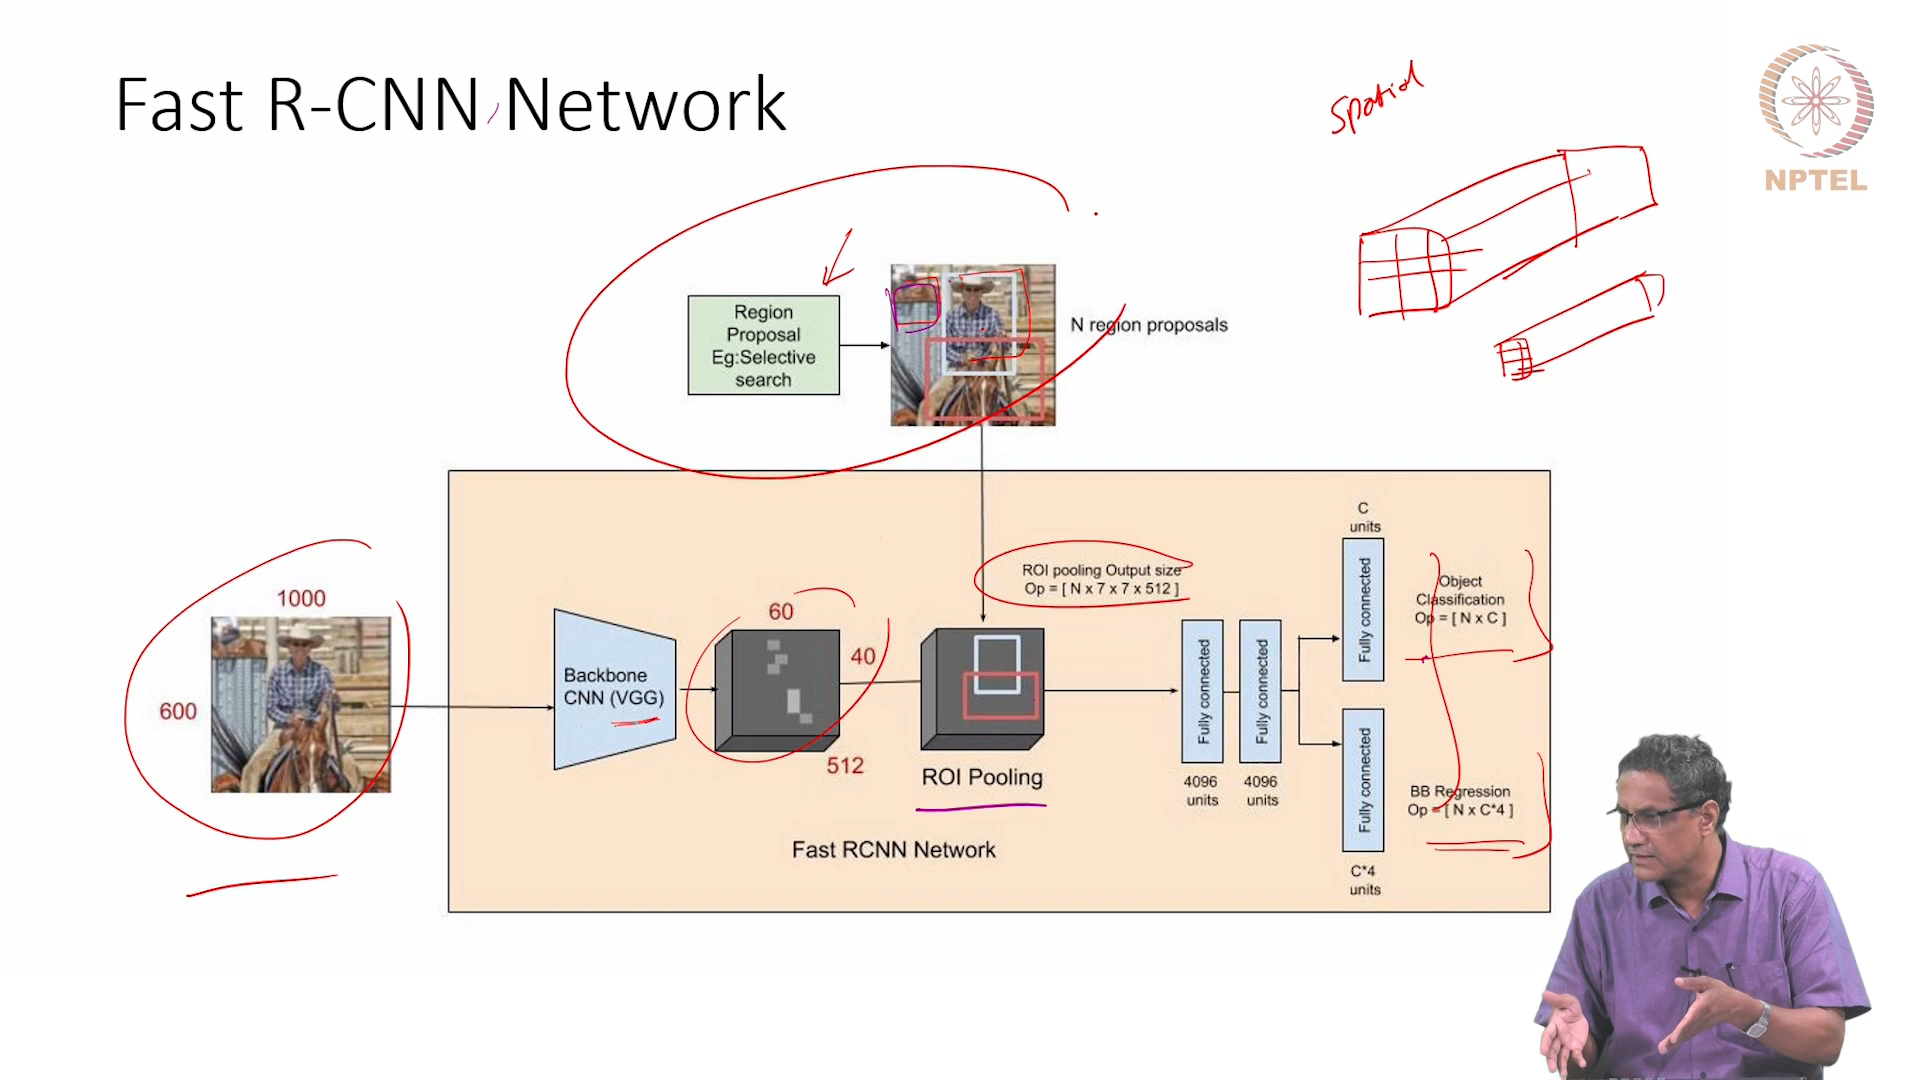 Fast R-CNN Network
Spatial
NPTEL
Region
Proposal
Eg:Selective
search
N region proposals
C
units
ROI pooling Output size
Op = [ N x 7 x 7 x 512 ]
Object
Classification
Op = [ N x C ]
1000
60
40
600
Backbone
CNN (VGG)
Fully connected
Fully connected
Fully connected
Fully connected
512
ROI Pooling
4096
units
4096
units
BB Regression
Op = [ N x C*4 ]
Fast RCNN Network
C*4
units